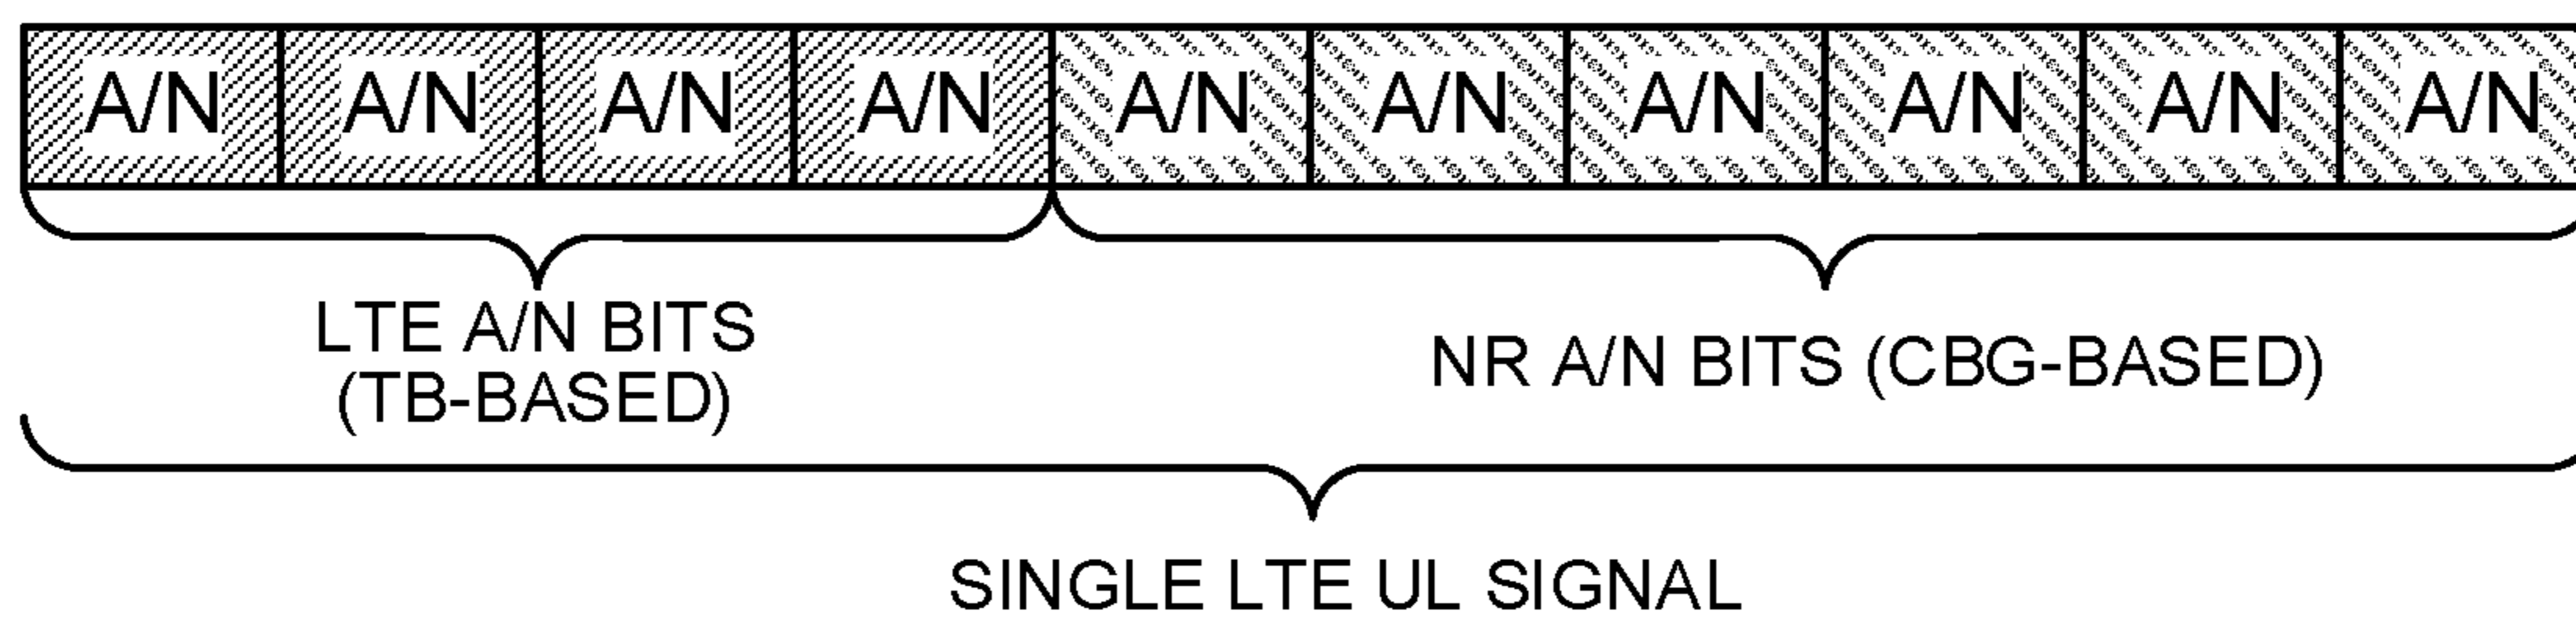 A/N A/N A/N A/N A/N A/N A/N A/N A/N A/N
LTE A/N BITS
(TB-BASED)
NR A/N BITS (CBG-BASED)
SINGLE LTE UL SIGNAL